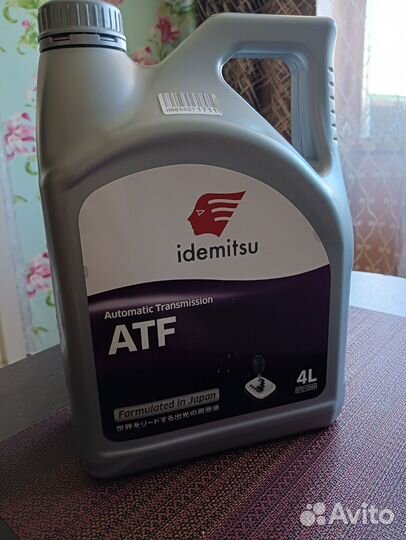 1711
idemitsu
Automatic Transmission
ATF
Formulated in Japan
世界をリードする出光の潤滑油
4L
Avito